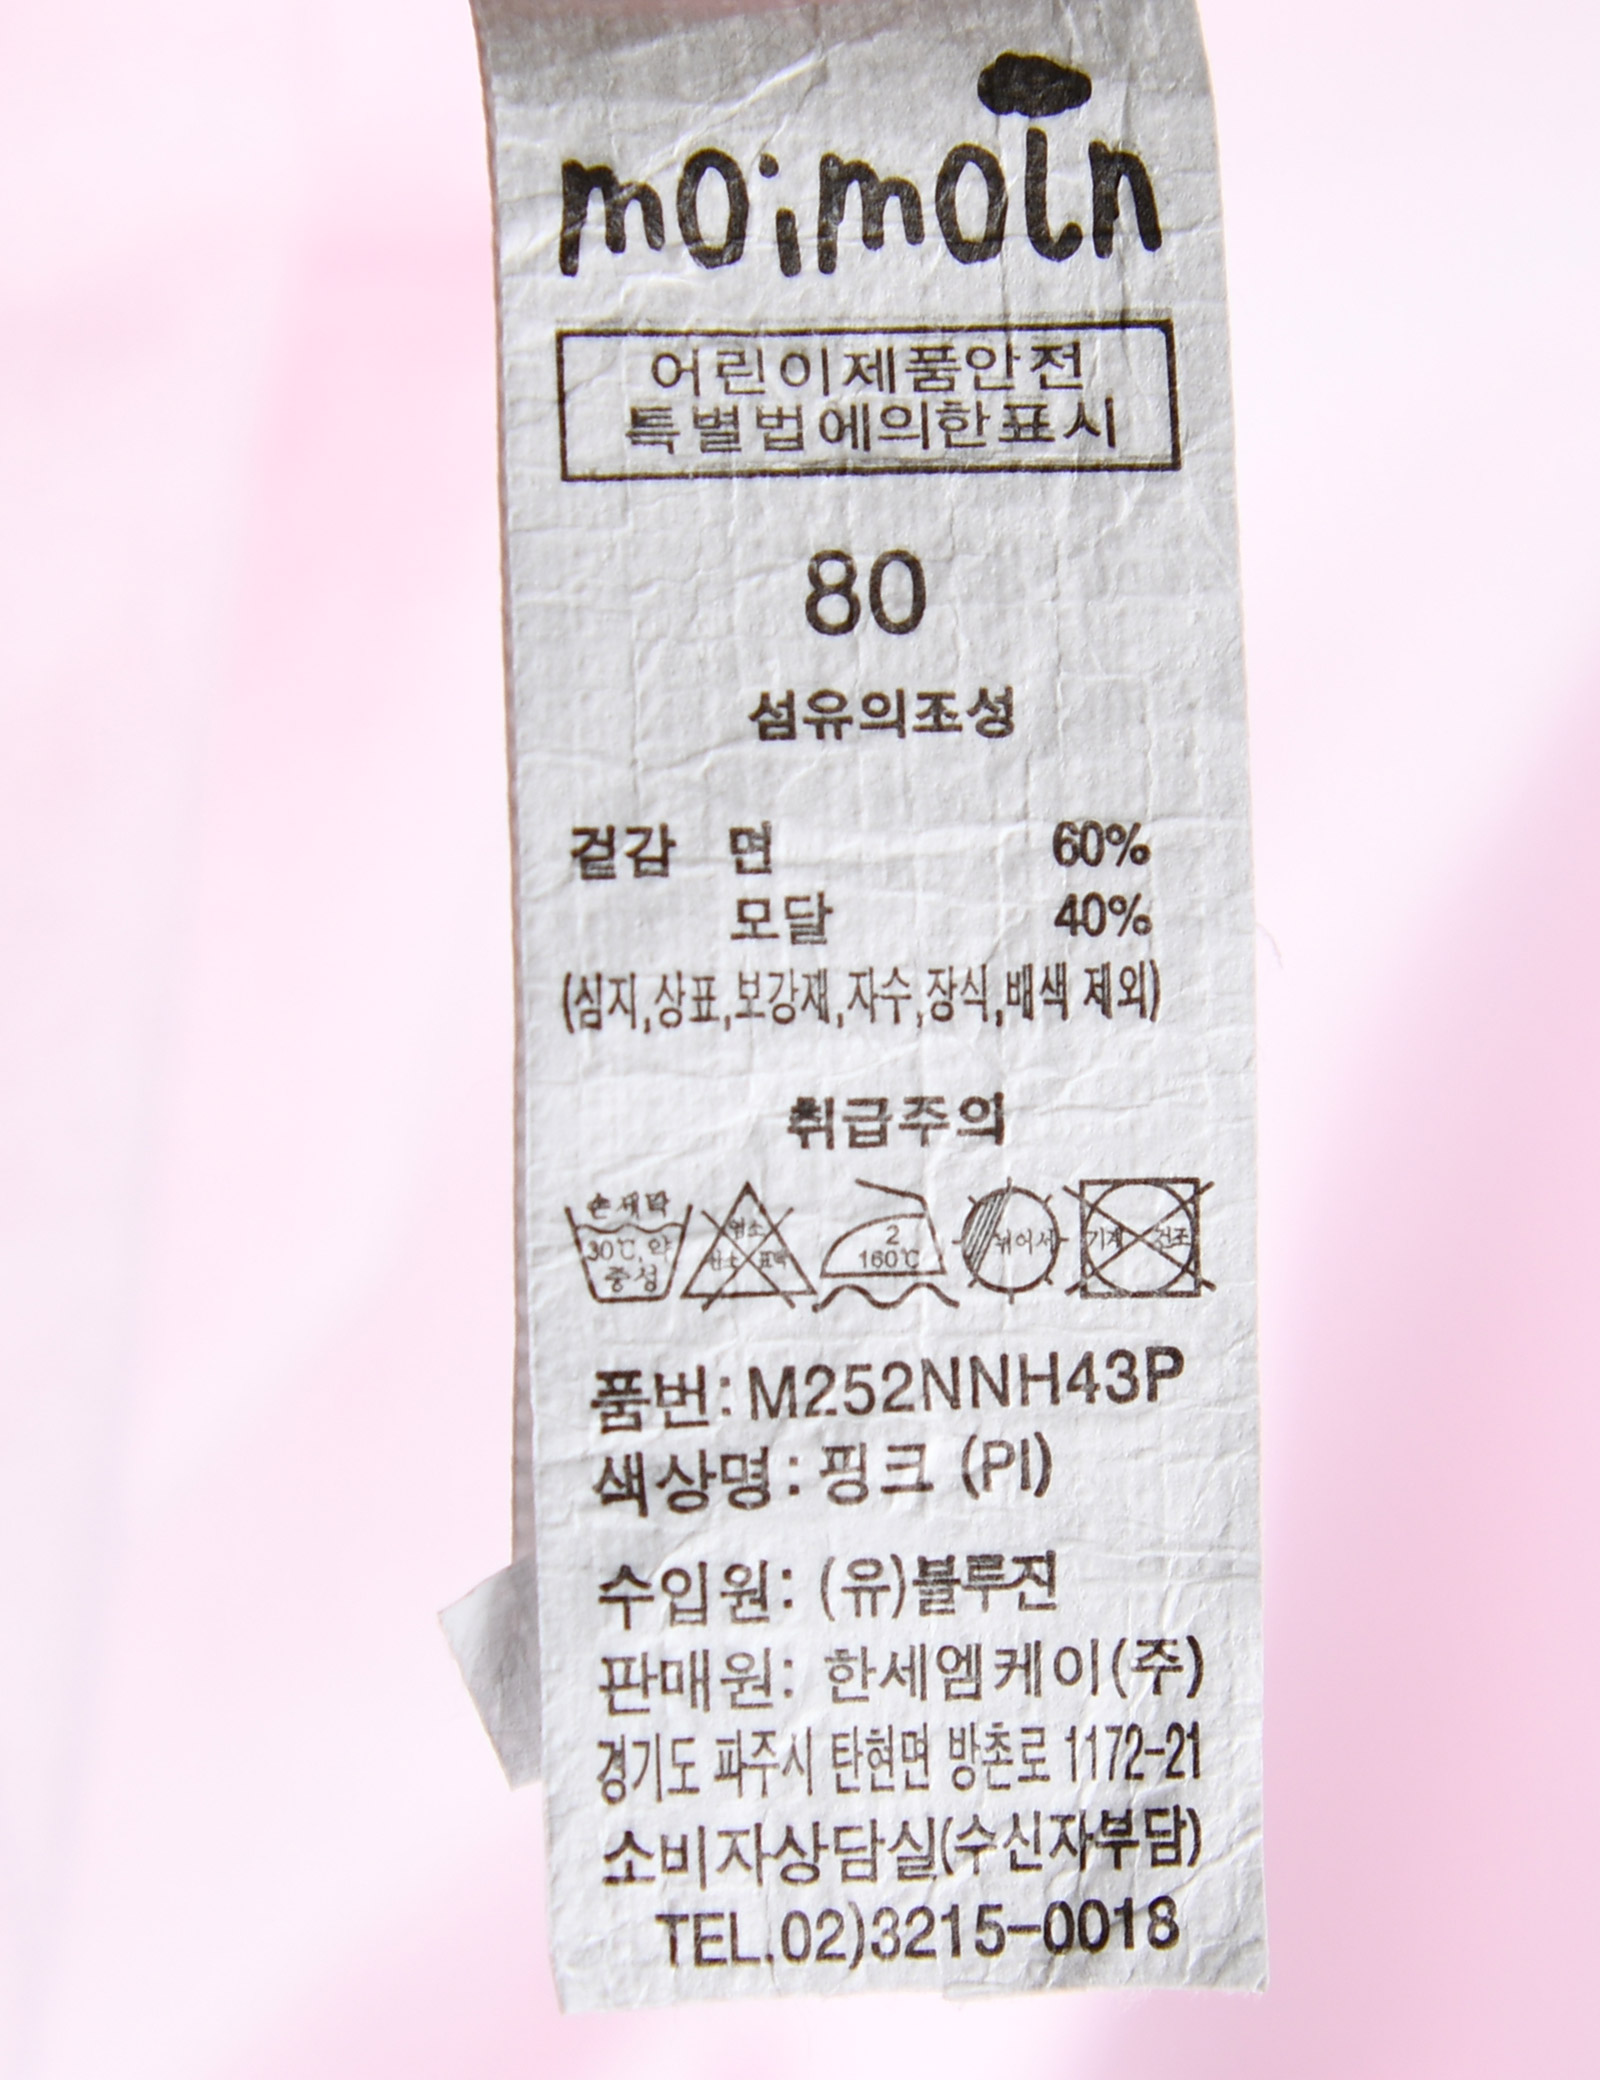 moimoln
어린이제품안전
특별법에의한표시
80
섬유의조성
겉감 면 60%
모달 40%
(심지,상표,보강재,자수,장식,배색 제외)
취급주의
손세탁
30℃,약
중성
염소
산소 표백
2
160℃
뉘어서
기계 건조
품번:M252NNH43P
색상명:핑크 (PI)
수입원: (유)블루진
판매원: 한세엠케이(주)
경기도 파주시 탄현면 방촌로 1172-21
소비자상담실(수신자부담)
TEL.02)3215-0018